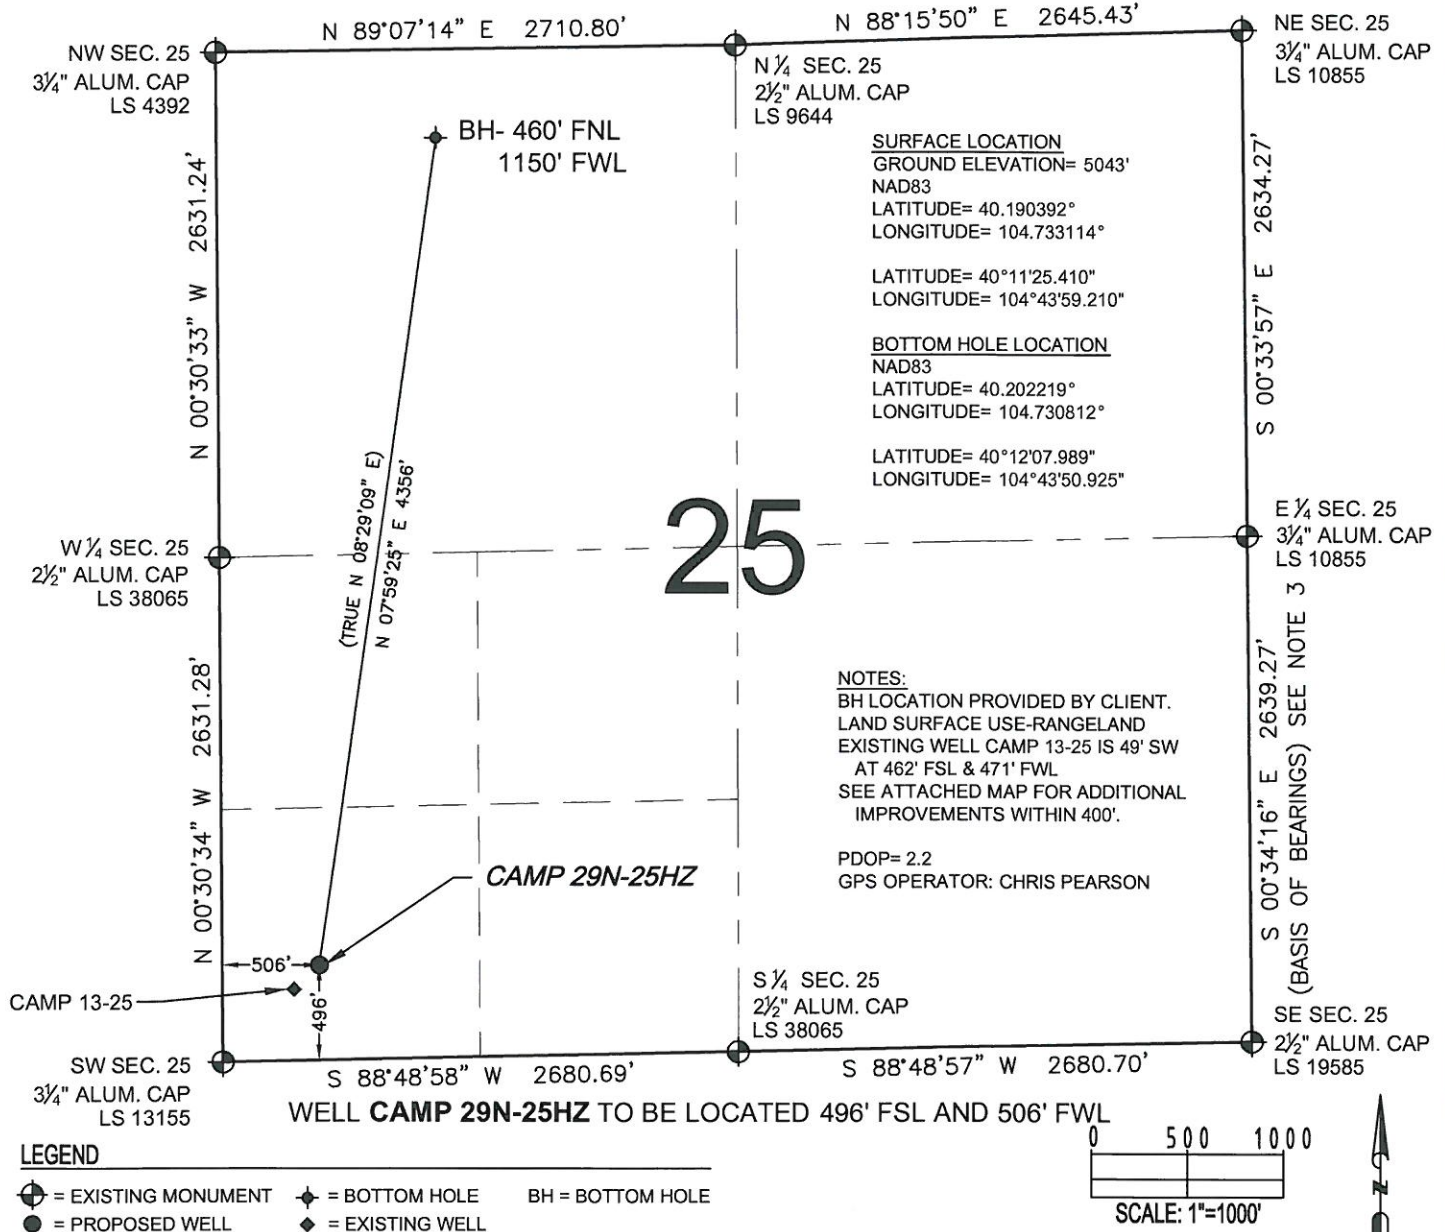 N 89°07'14" E 2710.80'
N 88°15'50" E 2645.43'
NW SEC. 25
3¼" ALUM. CAP
LS 4392
N ¼ SEC. 25
2½" ALUM. CAP
LS 9644
NE SEC. 25
3¼" ALUM. CAP
LS 10855
BH- 460' FNL
1150' FWL
SURFACE LOCATION
GROUND ELEVATION= 5043'
NAD83
LATITUDE= 40.190392°
LONGITUDE= 104.733114°
LATITUDE= 40°11'25.410"
LONGITUDE= 104°43'59.210"
BOTTOM HOLE LOCATION
NAD83
LATITUDE= 40.202219°
LONGITUDE= 104.730812°
LATITUDE= 40°12'07.989"
LONGITUDE= 104°43'50.925"
N 00°30'33" W 2631.24'
S 00°33'57" E 2634.27'
(TRUE N 08°29'09" E)
N 07°59'25" E 4356'
25
W ¼ SEC. 25
2½" ALUM. CAP
LS 38065
E ¼ SEC. 25
3¼" ALUM. CAP
LS 10855
N 00°30'34" W 2631.28'
S 00°34'16" E 2639.27'
(BASIS OF BEARINGS) SEE NOTE 3
NOTES:
BH LOCATION PROVIDED BY CLIENT.
LAND SURFACE USE-RANGELAND
EXISTING WELL CAMP 13-25 IS 49' SW
AT 462' FSL & 471' FWL
SEE ATTACHED MAP FOR ADDITIONAL
IMPROVEMENTS WITHIN 400'.
PDOP= 2.2
GPS OPERATOR: CHRIS PEARSON
CAMP 29N-25HZ
506'
496'
CAMP 13-25
SW SEC. 25
3¼" ALUM. CAP
LS 13155
S ¼ SEC. 25
2½" ALUM. CAP
LS 38065
SE SEC. 25
2½" ALUM. CAP
LS 19585
S 88°48'58" W 2680.69'
S 88°48'57" W 2680.70'
WELL CAMP 29N-25HZ TO BE LOCATED 496' FSL AND 506' FWL
LEGEND
= EXISTING MONUMENT
= BOTTOM HOLE
BH = BOTTOM HOLE
= PROPOSED WELL
= EXISTING WELL
0 500 1000
SCALE: 1"=1000'
N